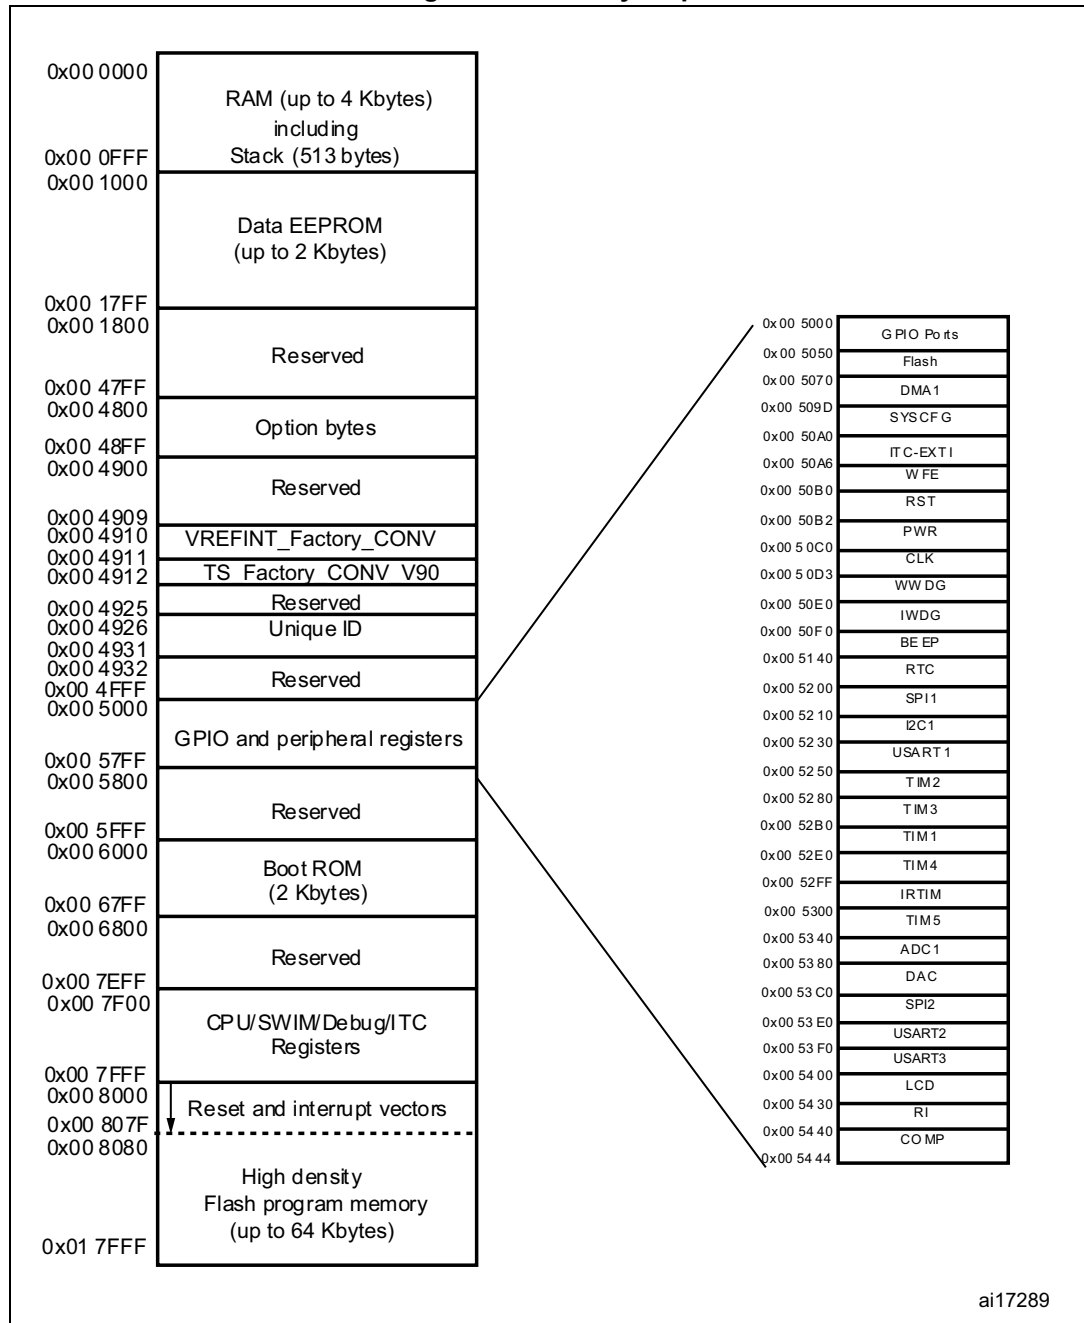 0x00 0000
RAM (up to 4 Kbytes)
including
Stack (513 bytes)
0x00 0FFF
0x00 1000
Data EEPROM
(up to 2 Kbytes)
0x00 17FF
0x00 1800
Reserved
0x00 47FF
0x00 4800
Option bytes
0x00 48FF
0x00 4900
Reserved
0x00 4909
0x00 4910
VREFINT_Factory_CONV
0x00 4911
0x00 4912
TS_Factory_CONV_V90
Reserved
0x00 4925
0x00 4926
Unique ID
0x00 4931
0x00 4932
Reserved
0x00 4FFF
0x00 5000
GPIO and peripheral registers
0x00 57FF
0x00 5800
Reserved
0x00 5FFF
0x00 6000
Boot ROM
(2 Kbytes)
0x00 67FF
0x00 6800
Reserved
0x00 7EFF
0x00 7F00
CPU/SWIM/Debug/ITC
Registers
0x00 7FFF
0x00 8000
Reset and interrupt vectors
0x00 807F
0x00 8080
High density
Flash program memory
(up to 64 Kbytes)
0x01 7FFF
0x00 5000
GPIO Ports
0x00 5050
Flash
0x00 5070
DMA1
0x00 509D
SYSCFG
0x00 50A0
ITC-EXTI
0x00 50A6
WFE
0x00 50B0
RST
0x00 50B2
PWR
0x00 50C0
CLK
0x00 50D3
WWDG
0x00 50E0
IWDG
0x00 50F0
BEEP
0x00 5140
RTC
0x00 5200
SPI1
0x00 5210
I2C1
0x00 5230
USART1
0x00 5250
TIM2
0x00 5280
TIM3
0x00 52B0
TIM1
0x00 52E0
TIM4
0x00 52FF
IRTIM
0x00 5300
TIM5
0x00 5340
ADC1
0x00 5380
DAC
0x00 53C0
SPI2
0x00 53E0
USART2
0x00 53F0
USART3
0x00 5400
LCD
0x00 5430
RI
0x00 5440
COMP
0x00 5444
ai17289